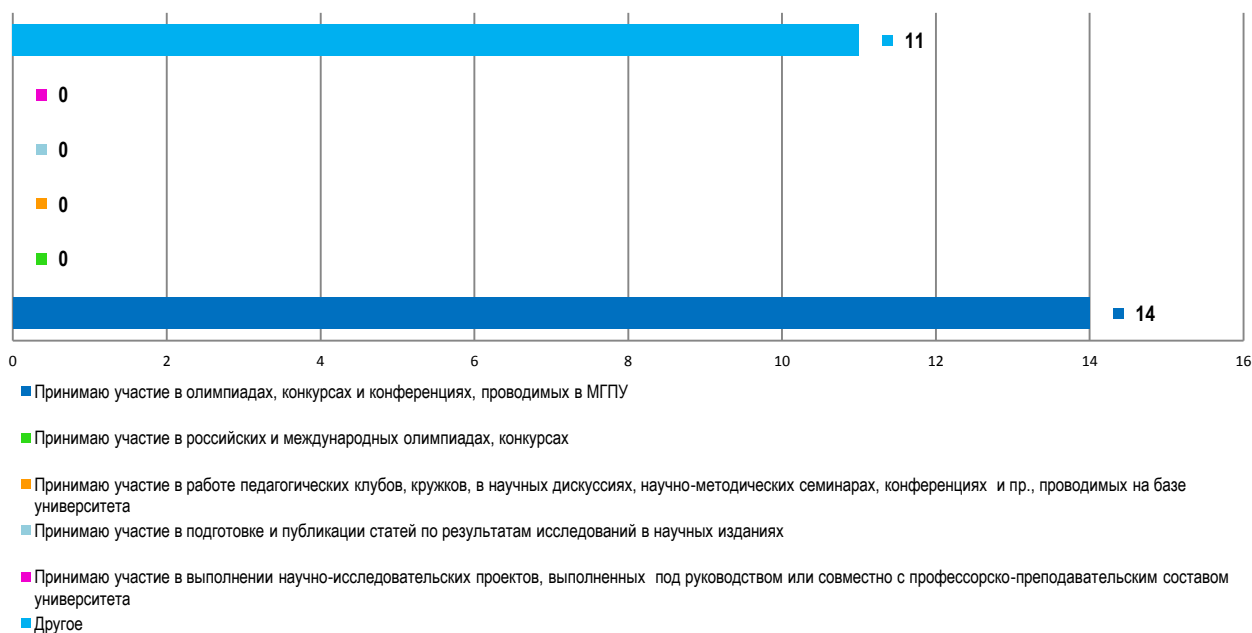 11
0
0
0
0
14
0 2 4 6 8 10 12 14 16
Принимаю участие в олимпиадах, конкурсах и конференциях, проводимых в МГПУ
Принимаю участие в российских и международных олимпиадах, конкурсах
Принимаю участие в работе педагогических клубов, кружков, в научных дискуссиях, научно-методических семинарах, конференциях и пр., проводимых на базе
университета
Принимаю участие в подготовке и публикации статей по результатам исследований в научных изданиях
Принимаю участие в выполнении научно-исследовательских проектов, выполненных под руководством или совместно с профессорско-преподавательским составом
университета
Другое